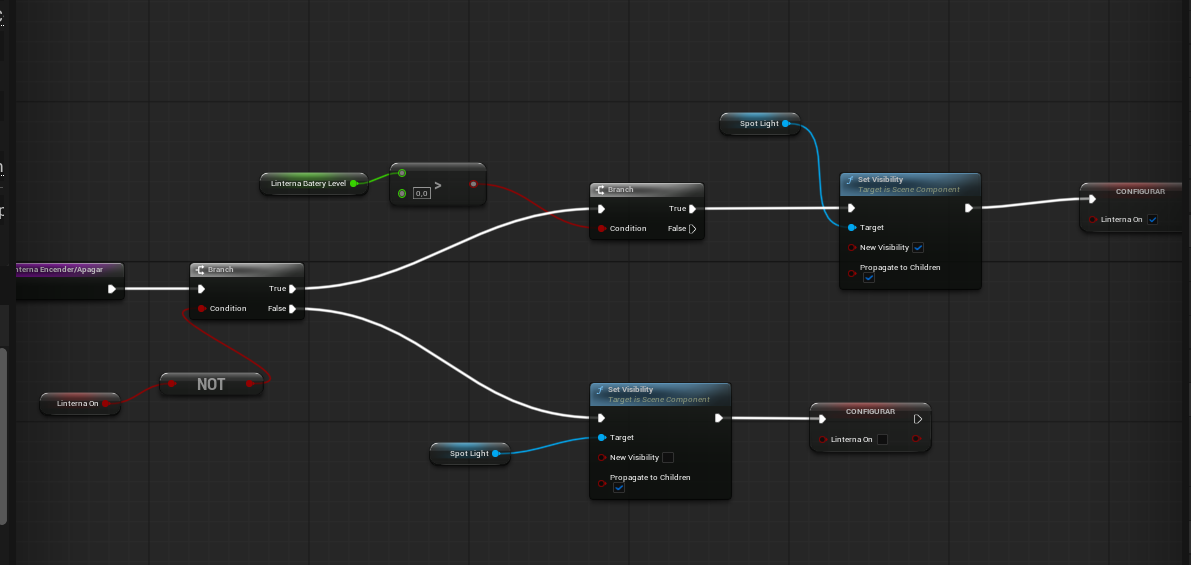 Spot Light
Linterna Batery Level
0,0
>
Branch
True
Condition
False
Set Visibility
Target is Scene Component
Target
New Visibility
Propagate to Children
CONFIGURAR
Linterna On
nterna Encender/Apagar
Branch
True
Condition
False
NOT
Linterna On
Spot Light
Set Visibility
Target is Scene Component
Target
New Visibility
Propagate to Children
CONFIGURAR
Linterna On